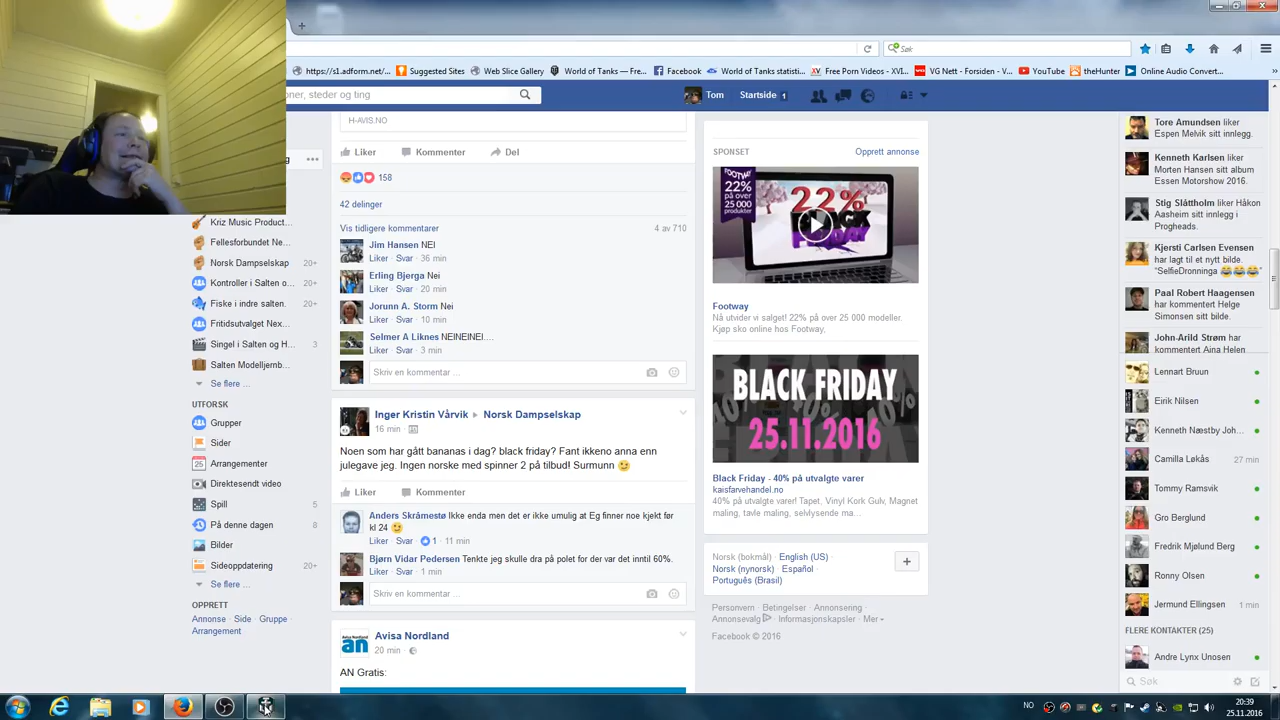 Søk
https://s1.adform.net/...
Suggested Sites
Web Slice Gallery
World of Tanks — Fre...
Facebook
World of Tanks statisti...
Free Porn Videos - XVI...
VG Nett - Forsiden - VG...
YouTube
theHunter
Online Audio Convert...
oner, steder og ting
Tom
Startside 1
H-AVIS.NO
Liker
Kommenter
Del
158
42 delinger
Vis tidligere kommentarer
4 av 710
Jim Hansen NEI
Liker · Svar · 36 min
Erling Bjerga Nei
Liker · Svar · 20 min
Jorunn A. Storm Nei
Liker · Svar · 10 min
Selmer A Liknes NEINEINEI....
Liker · Svar · 3 min
Skriv en kommentar ...
Inger Kristin Vårvik ▸ Norsk Dampselskap
16 min ·
Noen som har gått bananas i dag? black friday? Fant ikkeno anna enn
julegave jeg. Ingen norske med spinner 2 på tilbud! Surmunn
Liker
Kommenter
Anders Skråmestø Ikke enda men det er ikke umulig at Eg finner noe kjekt før
kl 24
Liker · Svar · 1 · 11 min
Bjørn Vidar Pedersen Tenkte jeg skulle dra på polet for der var det inntil 60%.
Liker · Svar · 1 min
Skriv en kommentar ...
Avisa Nordland
an
20 min ·
AN Gratis:
Kriz Music Product...
Fellesforbundet Ne...
Norsk Dampselskap 20+
Kontroller i Salten o...
Fiske i indre salten. 20+
Fritidsutvalget Nex...
Singel i Salten og H... 3
Salten Modelljernb...
Se flere ...
UTFORSK
Grupper
Sider
25 Arrangementer
Direktesendt video
Spill 5
På denne dagen 8
Bilder
Sideoppdatering 20+
Se flere ...
OPPRETT
Annonse · Side · Gruppe ·
Arrangement
SPONSET
Opprett annonse
FOOTWAY
22%
PÅ OVER
25 000
PRODUKTER
22%
BLACK
FRIDAY
Footway
Nå utvider vi salget! 22% på over 25 000 modeller.
Kjøp sko online hos Footway,
BLACK FRIDAY
25.11.2016
Black Friday - 40% på utvalgte varer
kaisfarvehandel.no
40% på utvalgte varer! Tapet, Vinyl Kork Gulv, Magnet
maling, tavle maling, selvlysende ma...
Norsk (bokmål) · English (US) ·
Norsk (nynorsk) · Español ·
Português (Brasil)
Personvern · Betingelser · Annonsering ·
Annonsevalg · Informasjonskapsler · Mer
Facebook © 2016
Tore Amundsen liker
Espen Melvik sitt innlegg.
Kenneth Karlsen liker
Morten Hansen sitt album
Essen Motorshow 2016.
Stig Slåttholm liker Håkon
Aasheim sitt innlegg i
Progheads.
Kjersti Carlsen Evensen
har lagt til et nytt bilde.
"SelfieDronninga "
Paal Robert Haagensen
har kommentert Helge
Simonsen sitt bilde.
John-Arild Strøm har
kommentert Aina Helen
Lennart Bruun
Eirik Nilsen
Kenneth Næstby Joh...
Camilla Løkås 27 min
Tommy Ramsvik
Gro Berglund
Fredrik Mjølund Berg
Ronny Olsen
Jermund Ellingsen 1 min
FLERE KONTAKTER (25)
Andre Lynx Unosen
Søk
NO
20:39
25.11.2016